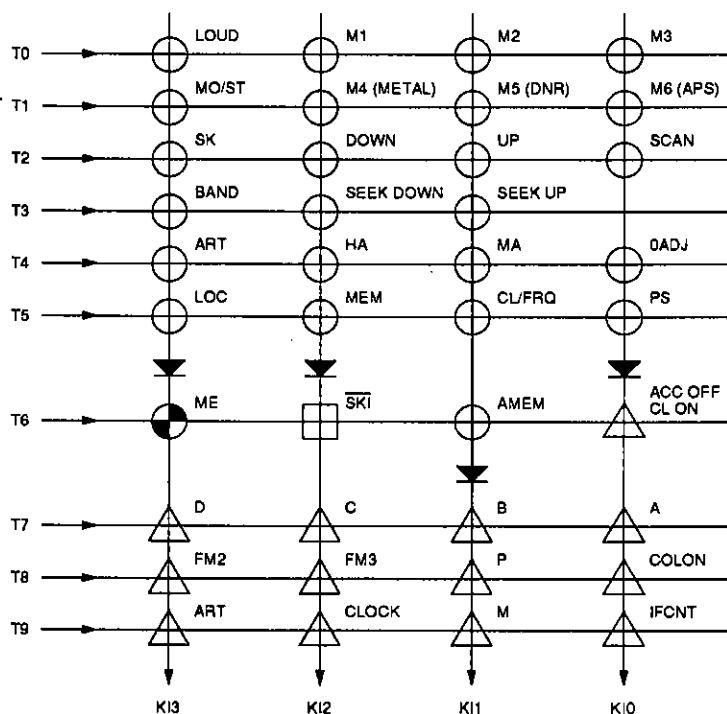 LOUD M1 M2 M3
T0
MO/ST M4 (METAL) M5 (DNR) M6 (APS)
T1
SK DOWN UP SCAN
T2
BAND SEEK DOWN SEEK UP
T3
ART HA MA 0ADJ
T4
LOC MEM CL/FRQ PS
T5
ME SKI AMEM ACC OFF
CL ON
T6
D C B A
T7
FM2 FM3 P COLON
T8
ART CLOCK M IFCNT
T9
KI3 KI2 KI1 KI0